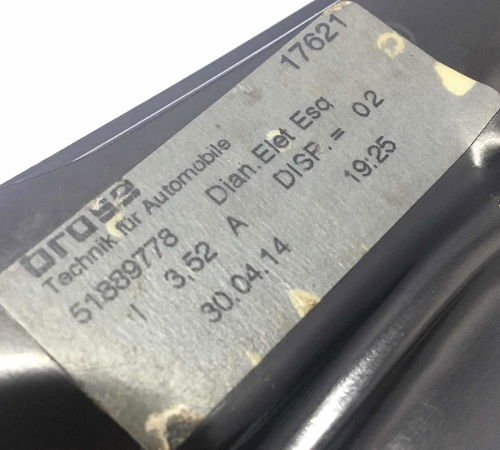 brose 17621
Technik für Automobile
51889778 Dian.Elet Esq
I 3,52 A DISP.= 02
30.04.14 19:25